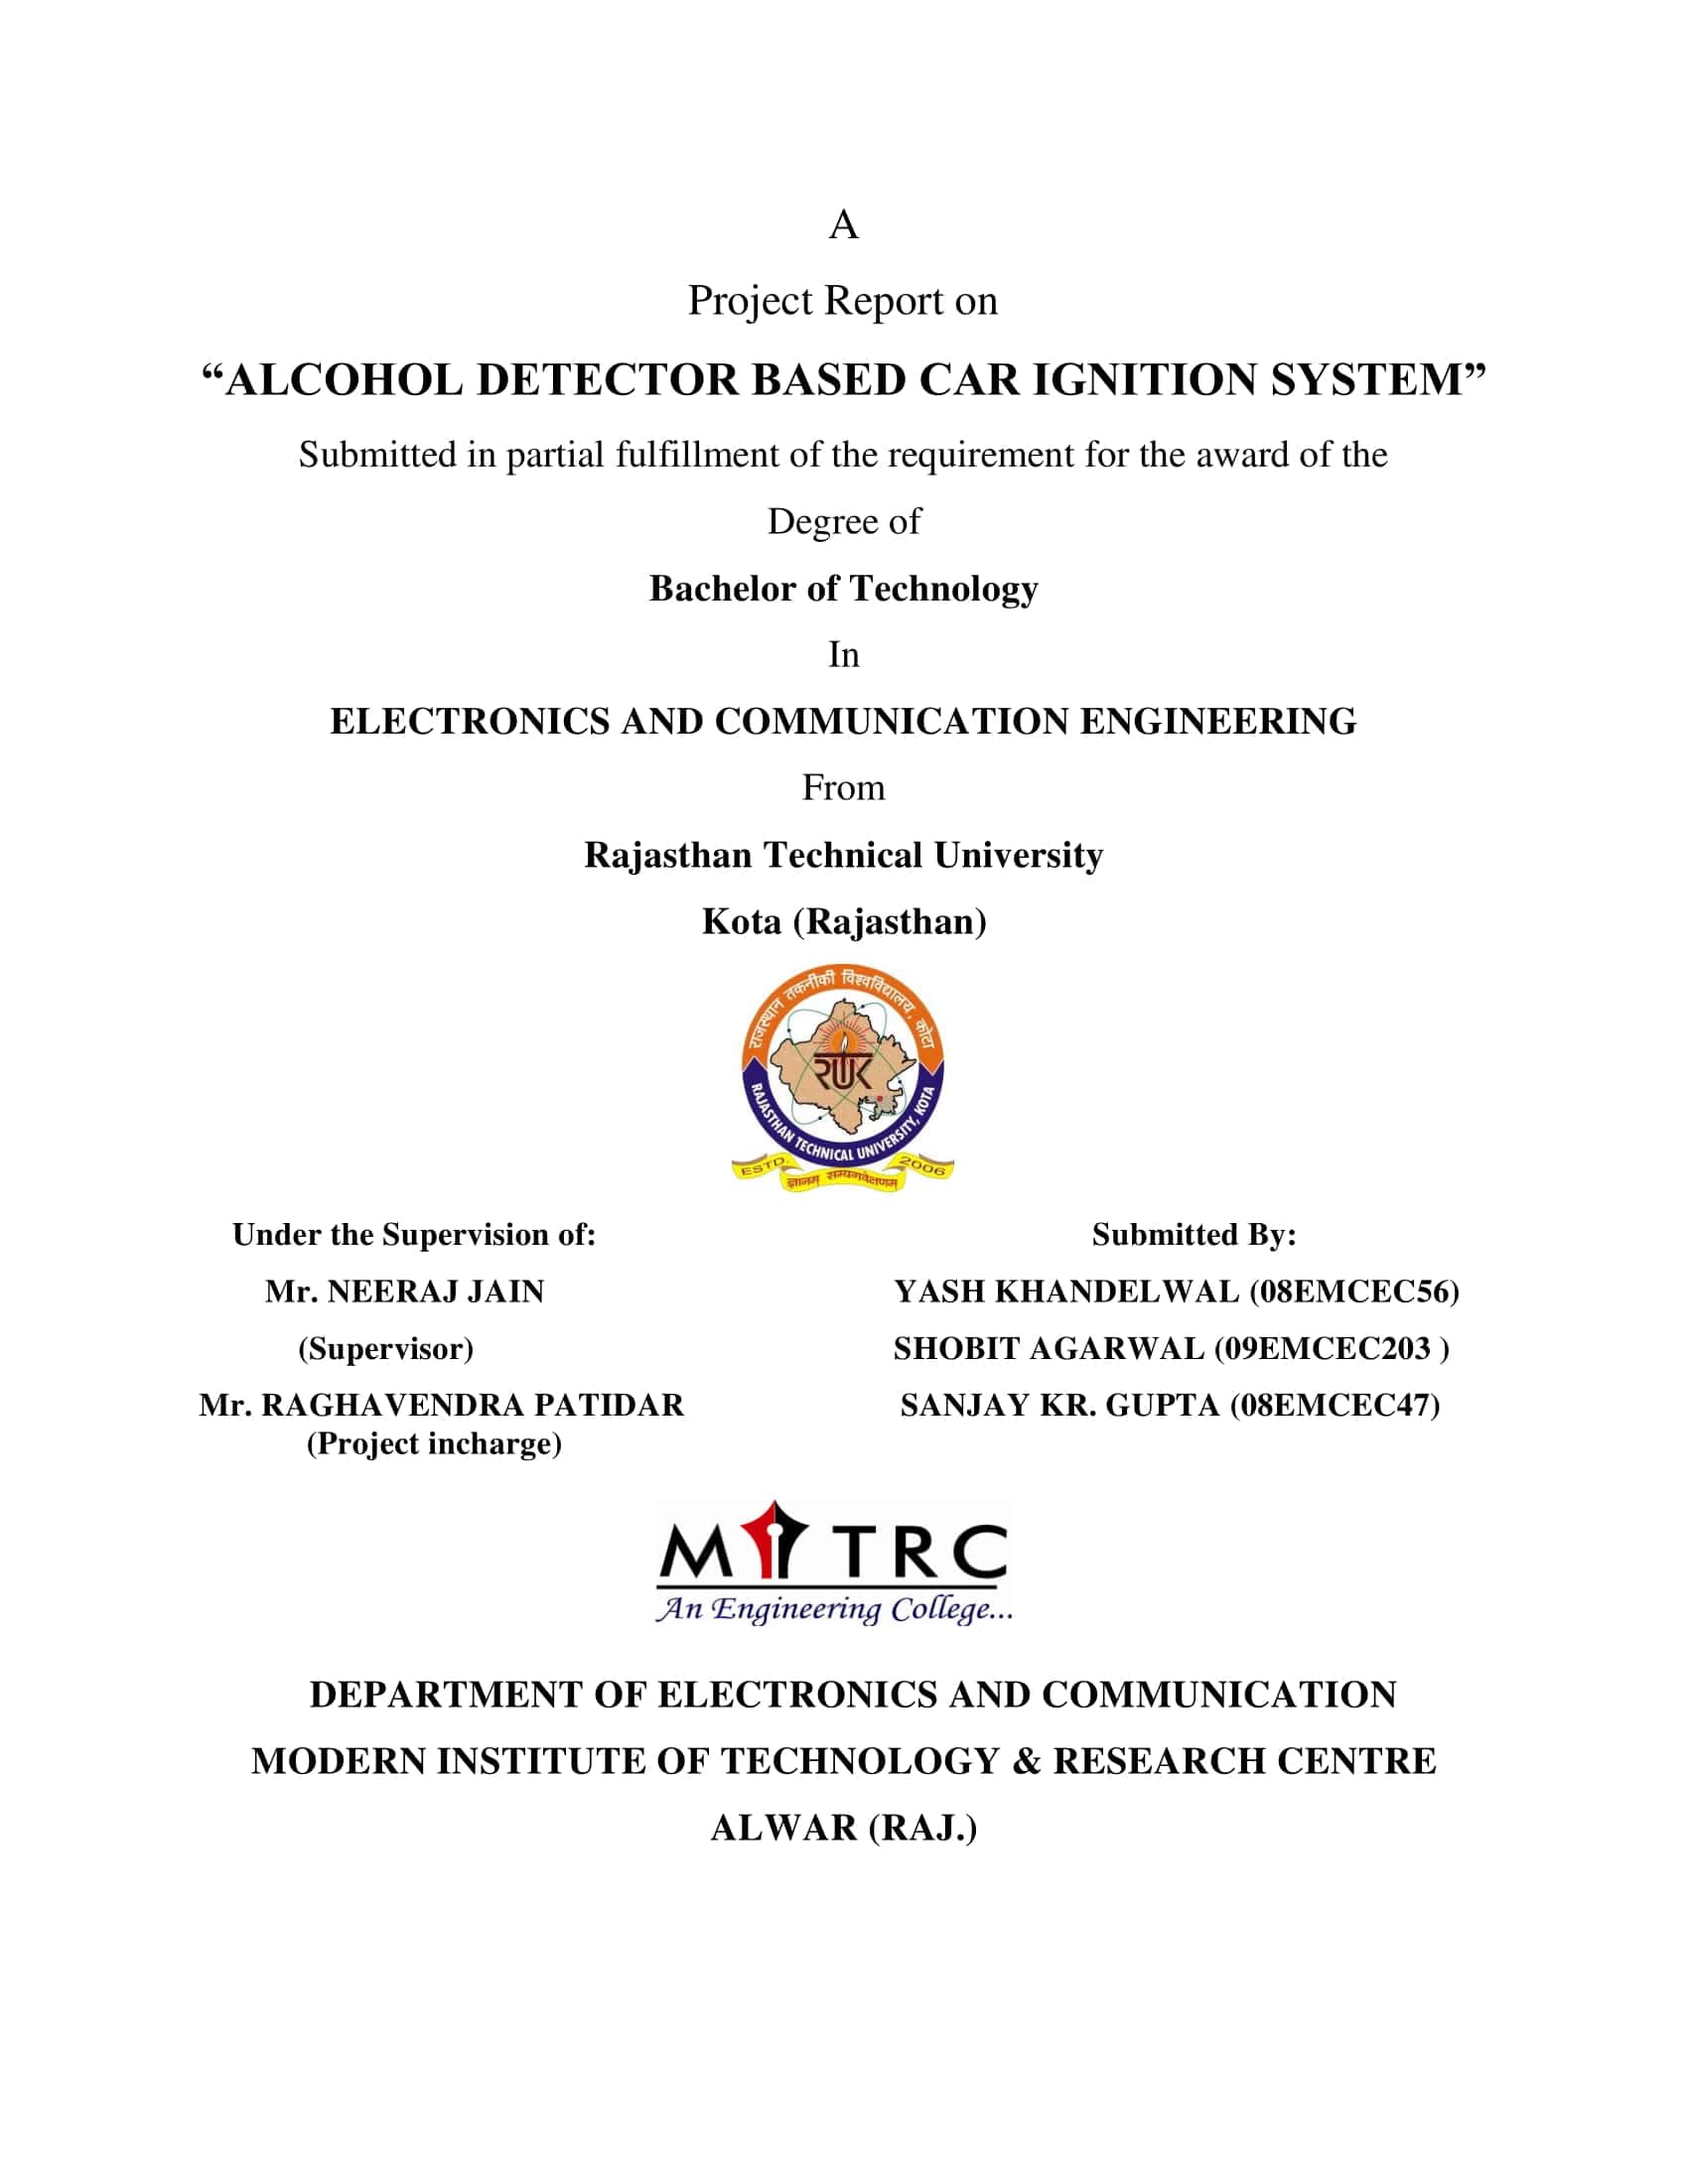 A
Project Report on
“ALCOHOL DETECTOR BASED CAR IGNITION SYSTEM”
Submitted in partial fulfillment of the requirement for the award of the
Degree of
Bachelor of Technology
In
ELECTRONICS AND COMMUNICATION ENGINEERING
From
Rajasthan Technical University
Kota (Rajasthan)
राजस्थान तकनीकी विश्वविद्यालय, कोटा
RTUK
RAJASTHAN TECHNICAL UNIVERSITY, KOTA
ESTD. 2006
ज्ञानम् सम्यगवेक्षणम्
Under the Supervision of:
Mr. NEERAJ JAIN
(Supervisor)
Mr. RAGHAVENDRA PATIDAR
(Project incharge)
Submitted By:
YASH KHANDELWAL (08EMCEC56)
SHOBIT AGARWAL (09EMCEC203 )
SANJAY KR. GUPTA (08EMCEC47)
MITRC
An Engineering College...
DEPARTMENT OF ELECTRONICS AND COMMUNICATION
MODERN INSTITUTE OF TECHNOLOGY & RESEARCH CENTRE
ALWAR (RAJ.)